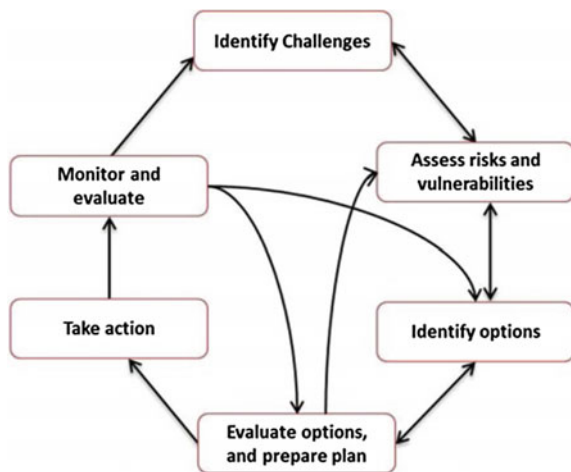 Identify Challenges
Assess risks and
vulnerabilities
Monitor and
evaluate
Identify options
Take action
Evaluate options,
and prepare plan